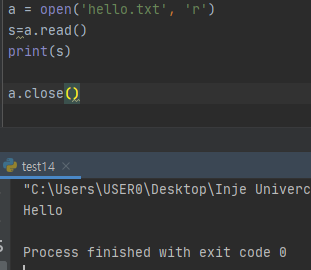 a = open('hello.txt', 'r')
s=a.read()
print(s)
a.close()
test14
"C:\Users\USER0\Desktop\Inje Univerc
Hello
Process finished with exit code 0